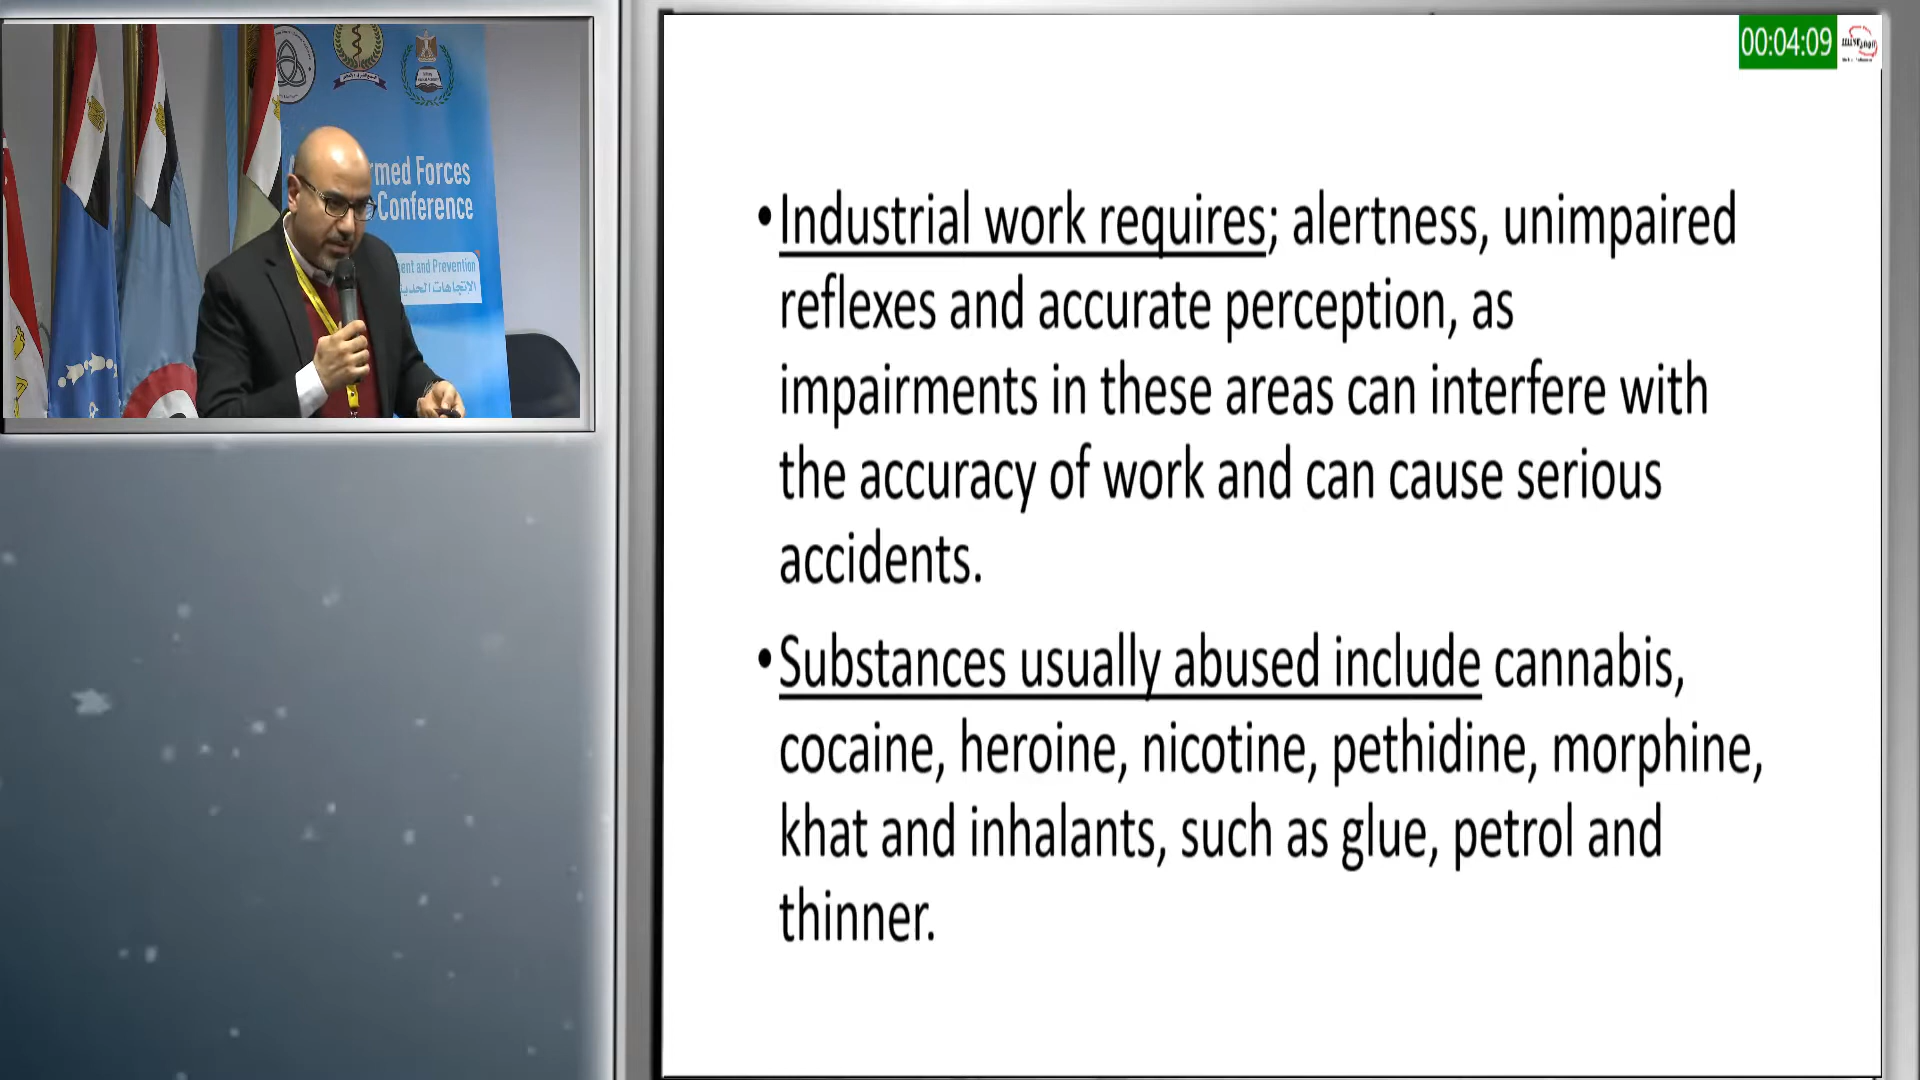 rmed Forces
Conference
ent and Prevention
الإتجاهات الحديث
00:04:09
•Industrial work requires; alertness, unimpaired
reflexes and accurate perception, as
impairments in these areas can interfere with
the accuracy of work and can cause serious
accidents.
•Substances usually abused include cannabis,
cocaine, heroine, nicotine, pethidine, morphine,
khat and inhalants, such as glue, petrol and
thinner.